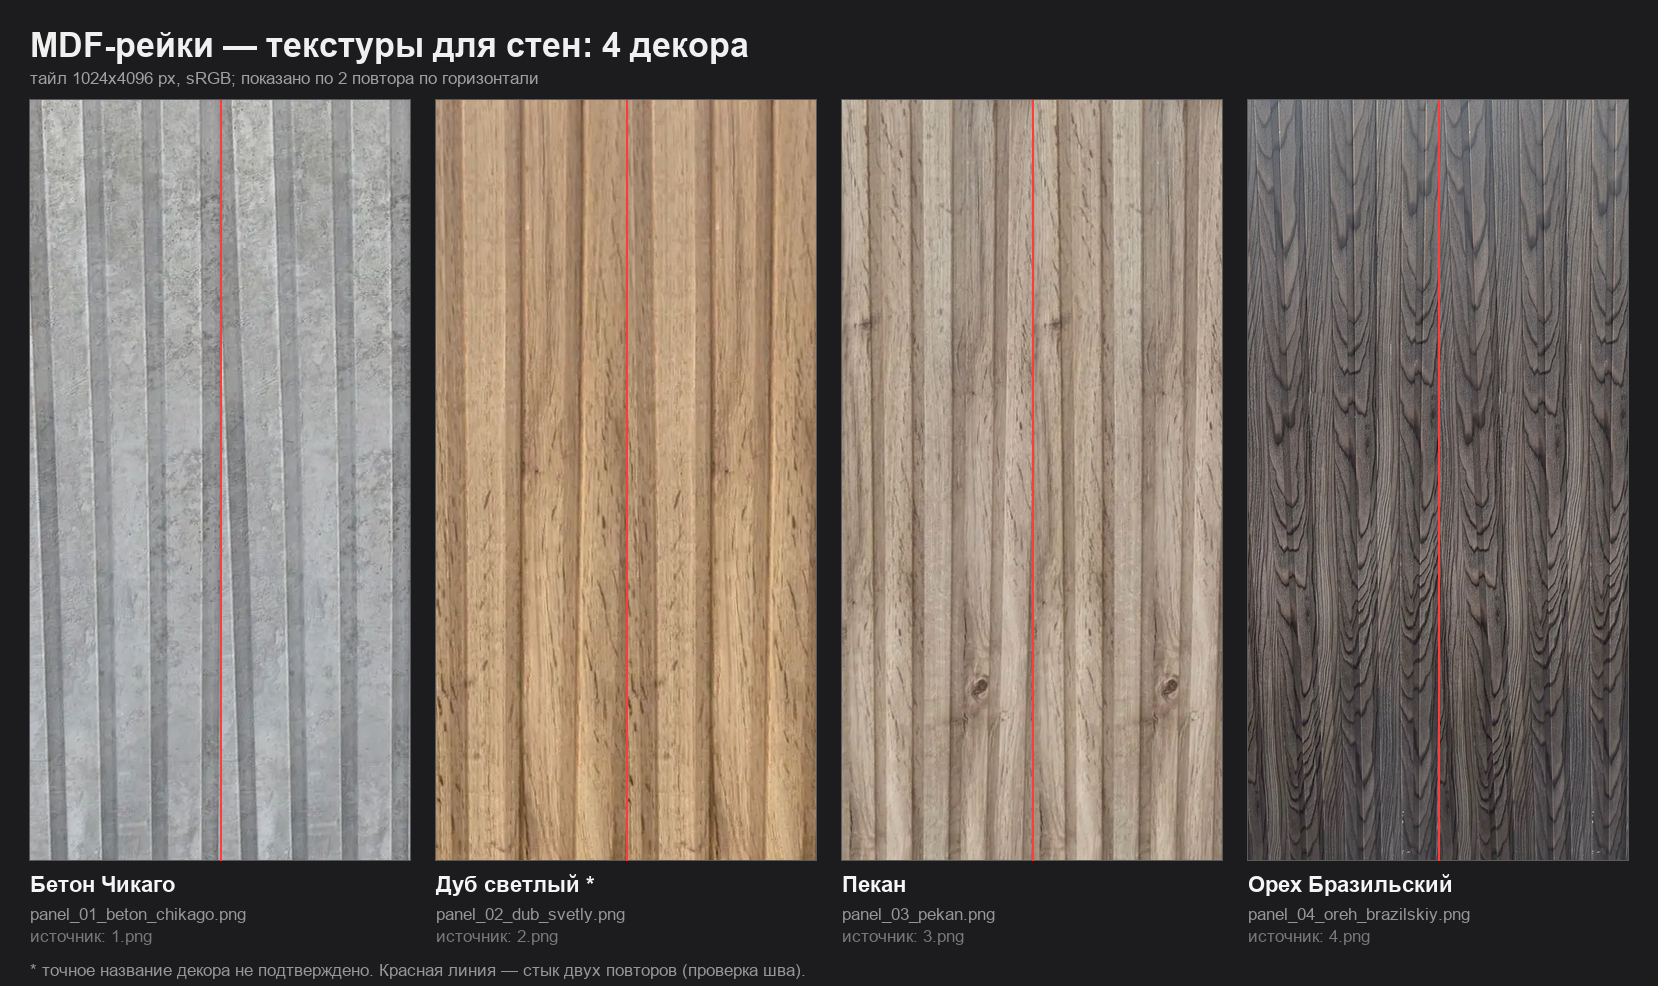 MDF-рейки — текстуры для стен: 4 декора
тайл 1024x4096 px, sRGB; показано по 2 повтора по горизонтали
Бетон Чикаго
panel_01_beton_chikago.png
источник: 1.png
Дуб светлый *
panel_02_dub_svetly.png
источник: 2.png
Пекан
panel_03_pekan.png
источник: 3.png
Орех Бразильский
panel_04_oreh_brazilskiy.png
источник: 4.png
* точное название декора не подтверждено. Красная линия — стык двух повторов (проверка шва).